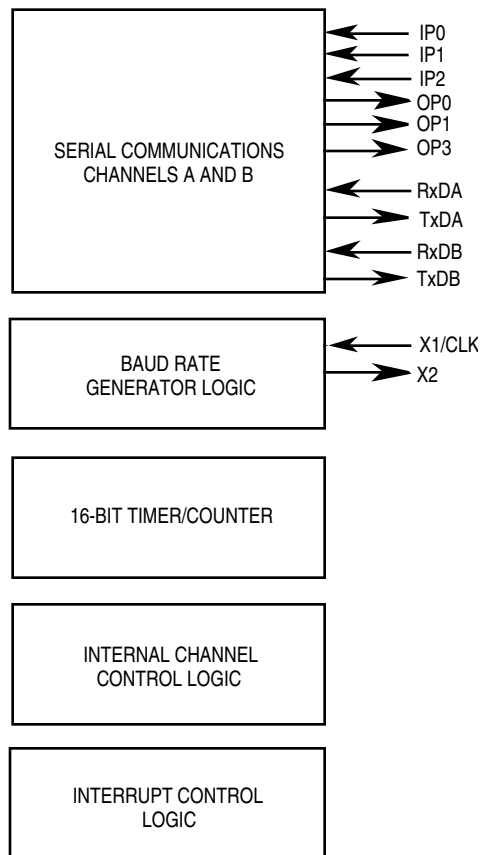 IP0
IP1
IP2
OP0
OP1
OP3
SERIAL COMMUNICATIONS
CHANNELS A AND B
RxDA
TxDA
RxDB
TxDB
X1/CLK
BAUD RATE
GENERATOR LOGIC
X2
16-BIT TIMER/COUNTER
INTERNAL CHANNEL
CONTROL LOGIC
INTERRUPT CONTROL
LOGIC